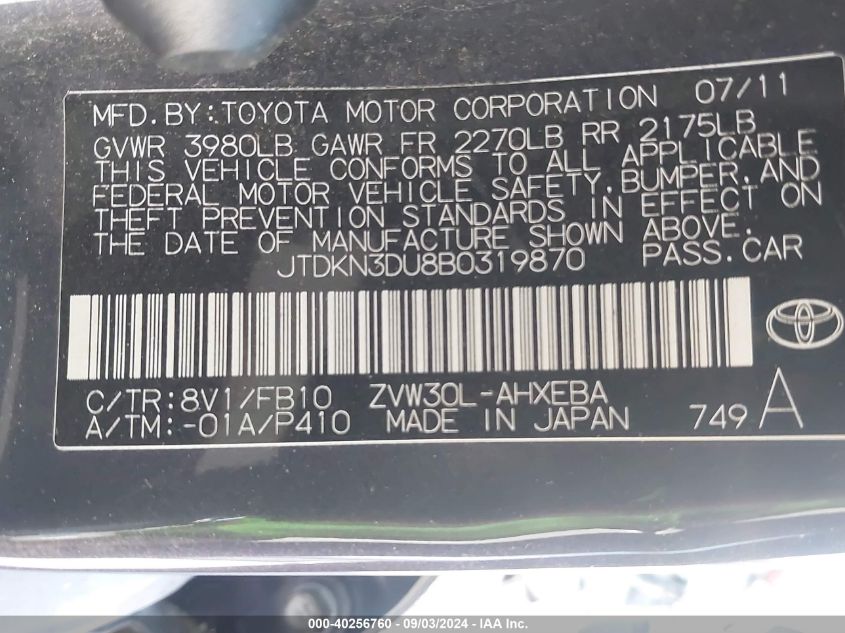 MFD. BY: TOYOTA MOTOR CORPORATION 07/11
GVWR 3980LB GAWR FR 2270LB RR 2175LB
THIS VEHICLE CONFORMS TO ALL APPLICABLE
FEDERAL MOTOR VEHICLE SAFETY, BUMPER, AND
THEFT PREVENTION STANDARDS IN EFFECT ON
THE DATE OF MANUFACTURE SHOWN ABOVE.
JTDKN3DU8B0319870 PASS. CAR
C/TR: 8V1/FB10 ZVW30L-AHXEBA
A/TM: -01A/P410 MADE IN JAPAN 749 A
000-40256760 - 09/03/2024 - IAA Inc.